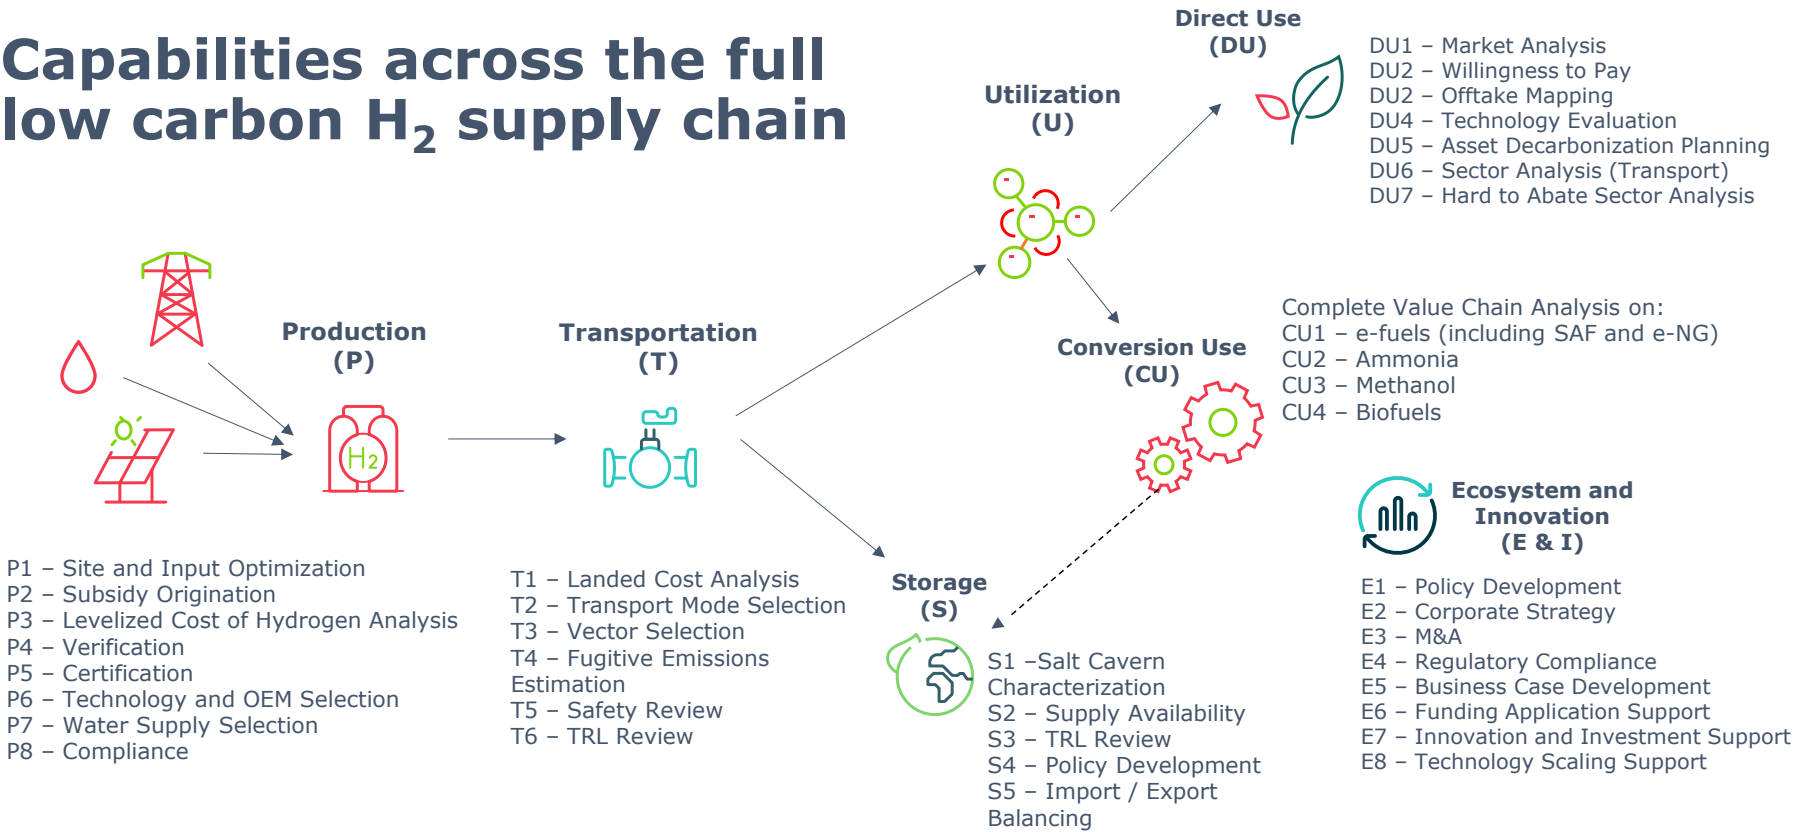 Capabilities across the full
low carbon H₂ supply chain
Production
(P)
H2
P1 – Site and Input Optimization
P2 – Subsidy Origination
P3 – Levelized Cost of Hydrogen Analysis
P4 – Verification
P5 – Certification
P6 – Technology and OEM Selection
P7 – Water Supply Selection
P8 – Compliance
Transportation
(T)
T1 – Landed Cost Analysis
T2 – Transport Mode Selection
T3 – Vector Selection
T4 – Fugitive Emissions
Estimation
T5 – Safety Review
T6 – TRL Review
Utilization
(U)
Direct Use
(DU)
DU1 – Market Analysis
DU2 – Willingness to Pay
DU2 – Offtake Mapping
DU4 – Technology Evaluation
DU5 – Asset Decarbonization Planning
DU6 – Sector Analysis (Transport)
DU7 – Hard to Abate Sector Analysis
Conversion Use
(CU)
Complete Value Chain Analysis on:
CU1 – e-fuels (including SAF and e-NG)
CU2 – Ammonia
CU3 – Methanol
CU4 – Biofuels
Storage
(S)
S1 –Salt Cavern
Characterization
S2 – Supply Availability
S3 – TRL Review
S4 – Policy Development
S5 – Import / Export
Balancing
Ecosystem and
Innovation
(E & I)
E1 – Policy Development
E2 – Corporate Strategy
E3 – M&A
E4 – Regulatory Compliance
E5 – Business Case Development
E6 – Funding Application Support
E7 – Innovation and Investment Support
E8 – Technology Scaling Support